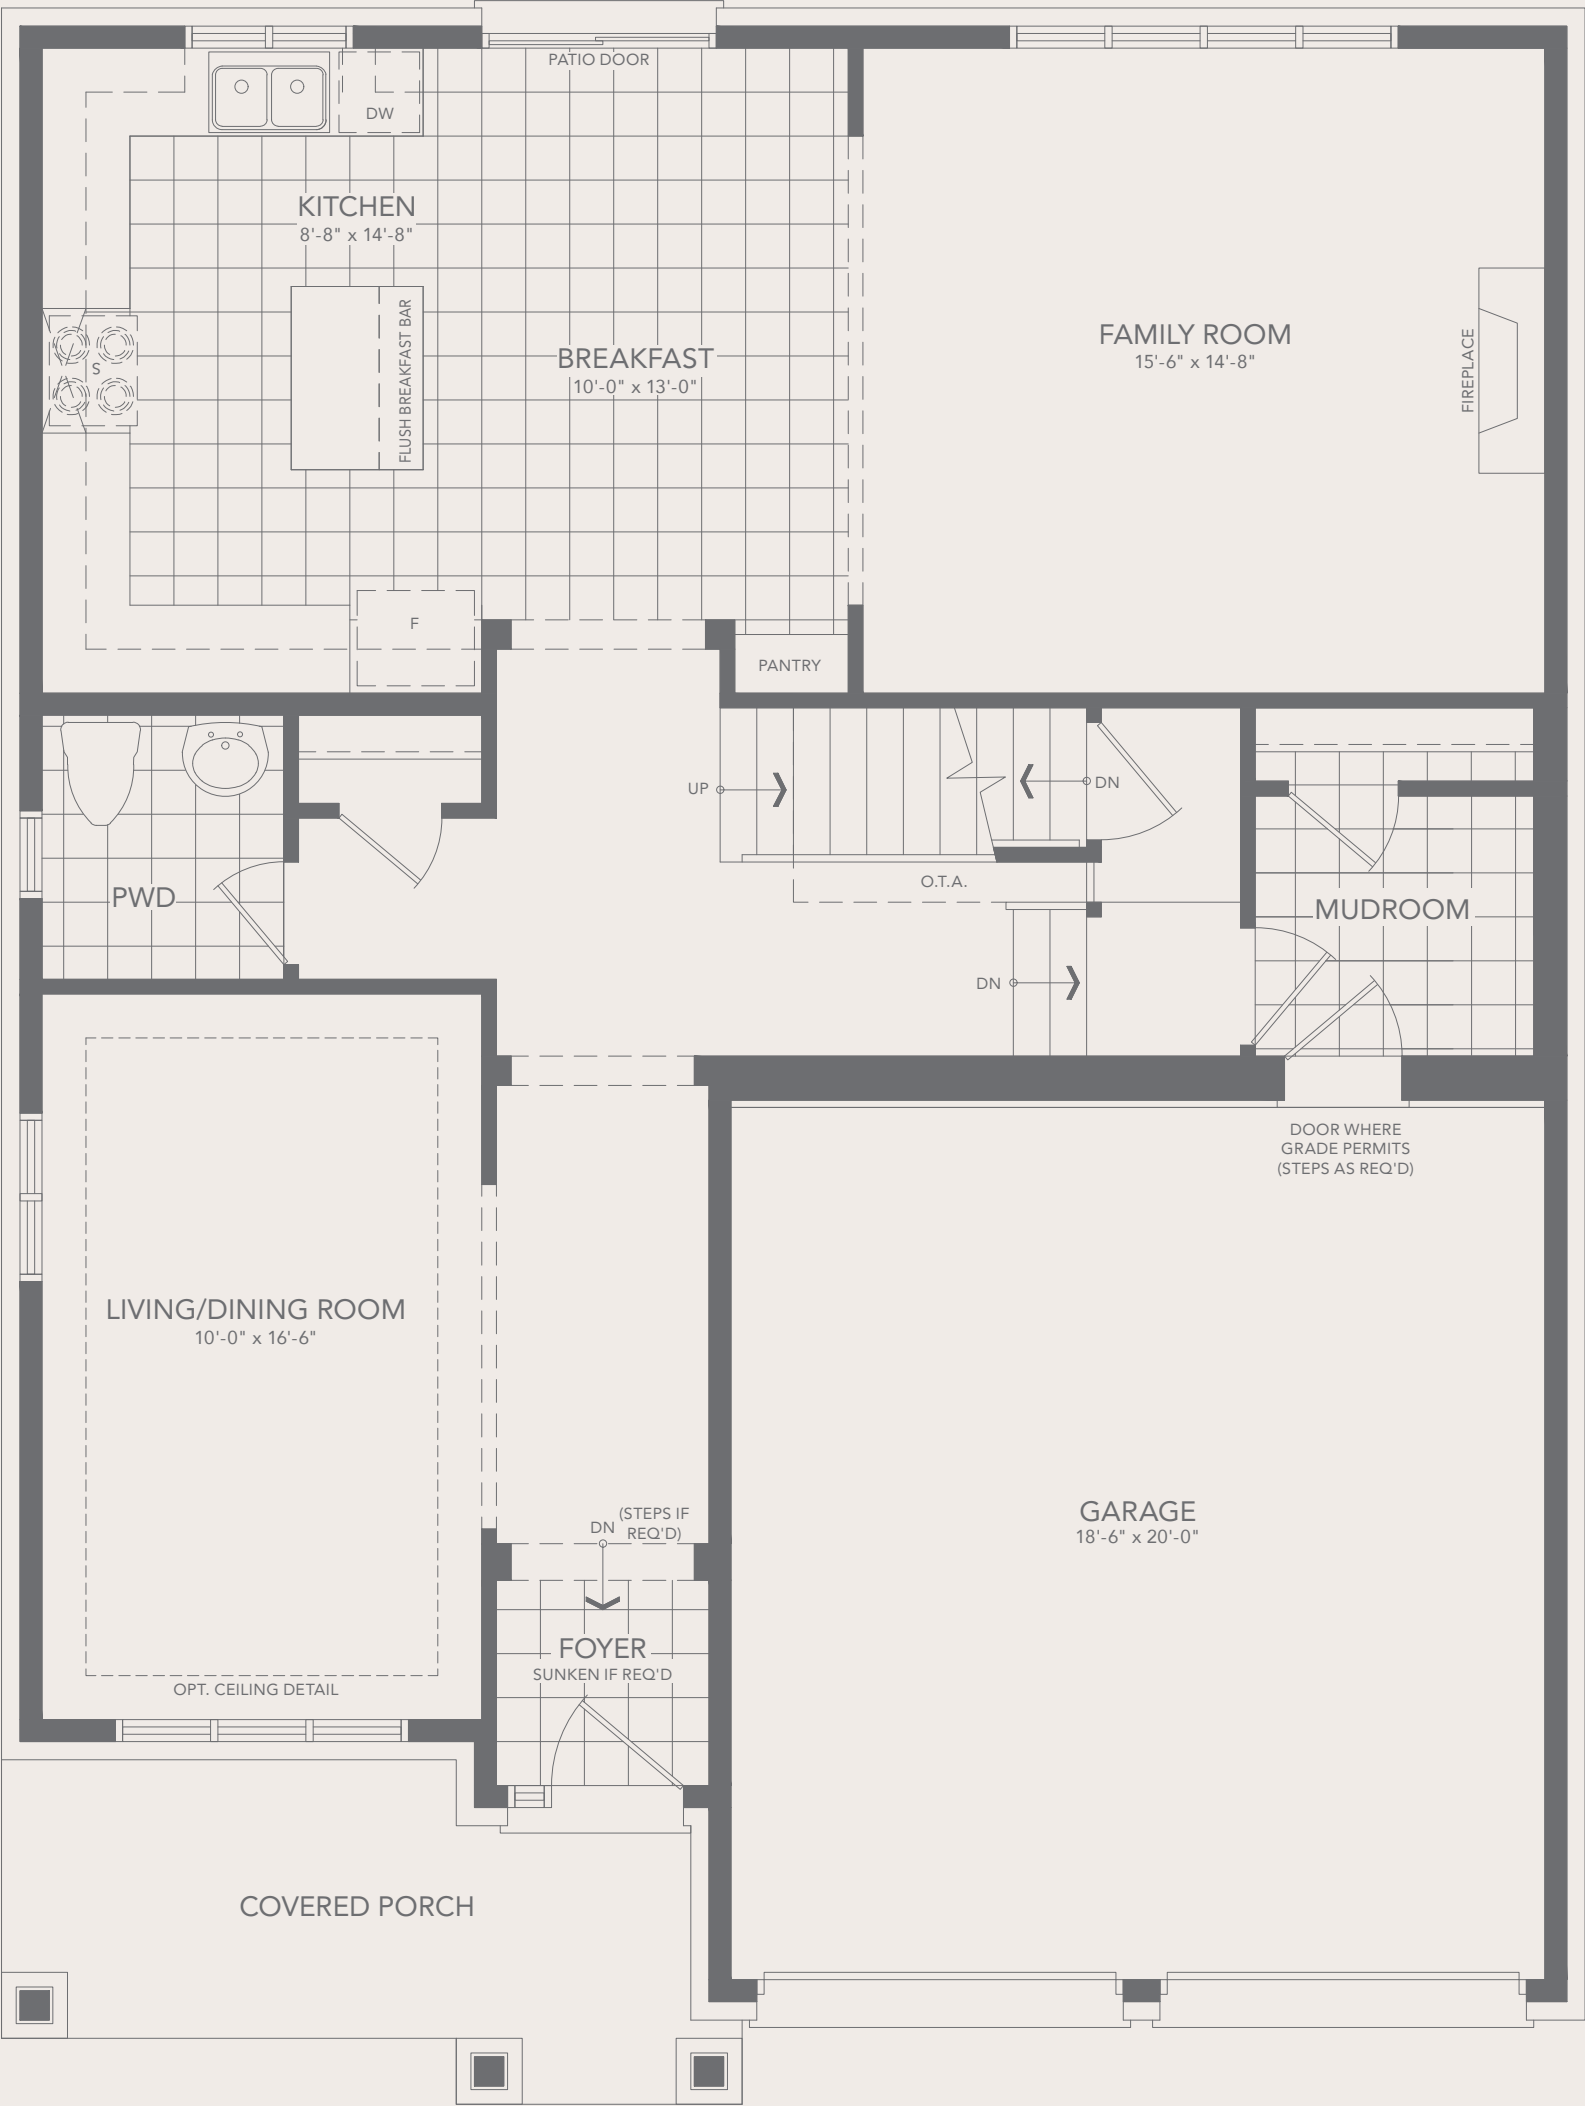 PATIO DOOR
DW
KITCHEN
8'-8" x 14'-8"
FLUSH BREAKFAST BAR
S
BREAKFAST
10'-0" x 13'-0"
FAMILY ROOM
15'-6" x 14'-8"
FIREPLACE
F
PANTRY
UP
DN
O.T.A.
PWD
MUDROOM
DN
DOOR WHERE
GRADE PERMITS
(STEPS AS REQ'D)
LIVING/DINING ROOM
10'-0" x 16'-6"
OPT. CEILING DETAIL
DN
(STEPS IF
REQ'D)
FOYER
SUNKEN IF REQ'D
GARAGE
18'-6" x 20'-0"
COVERED PORCH